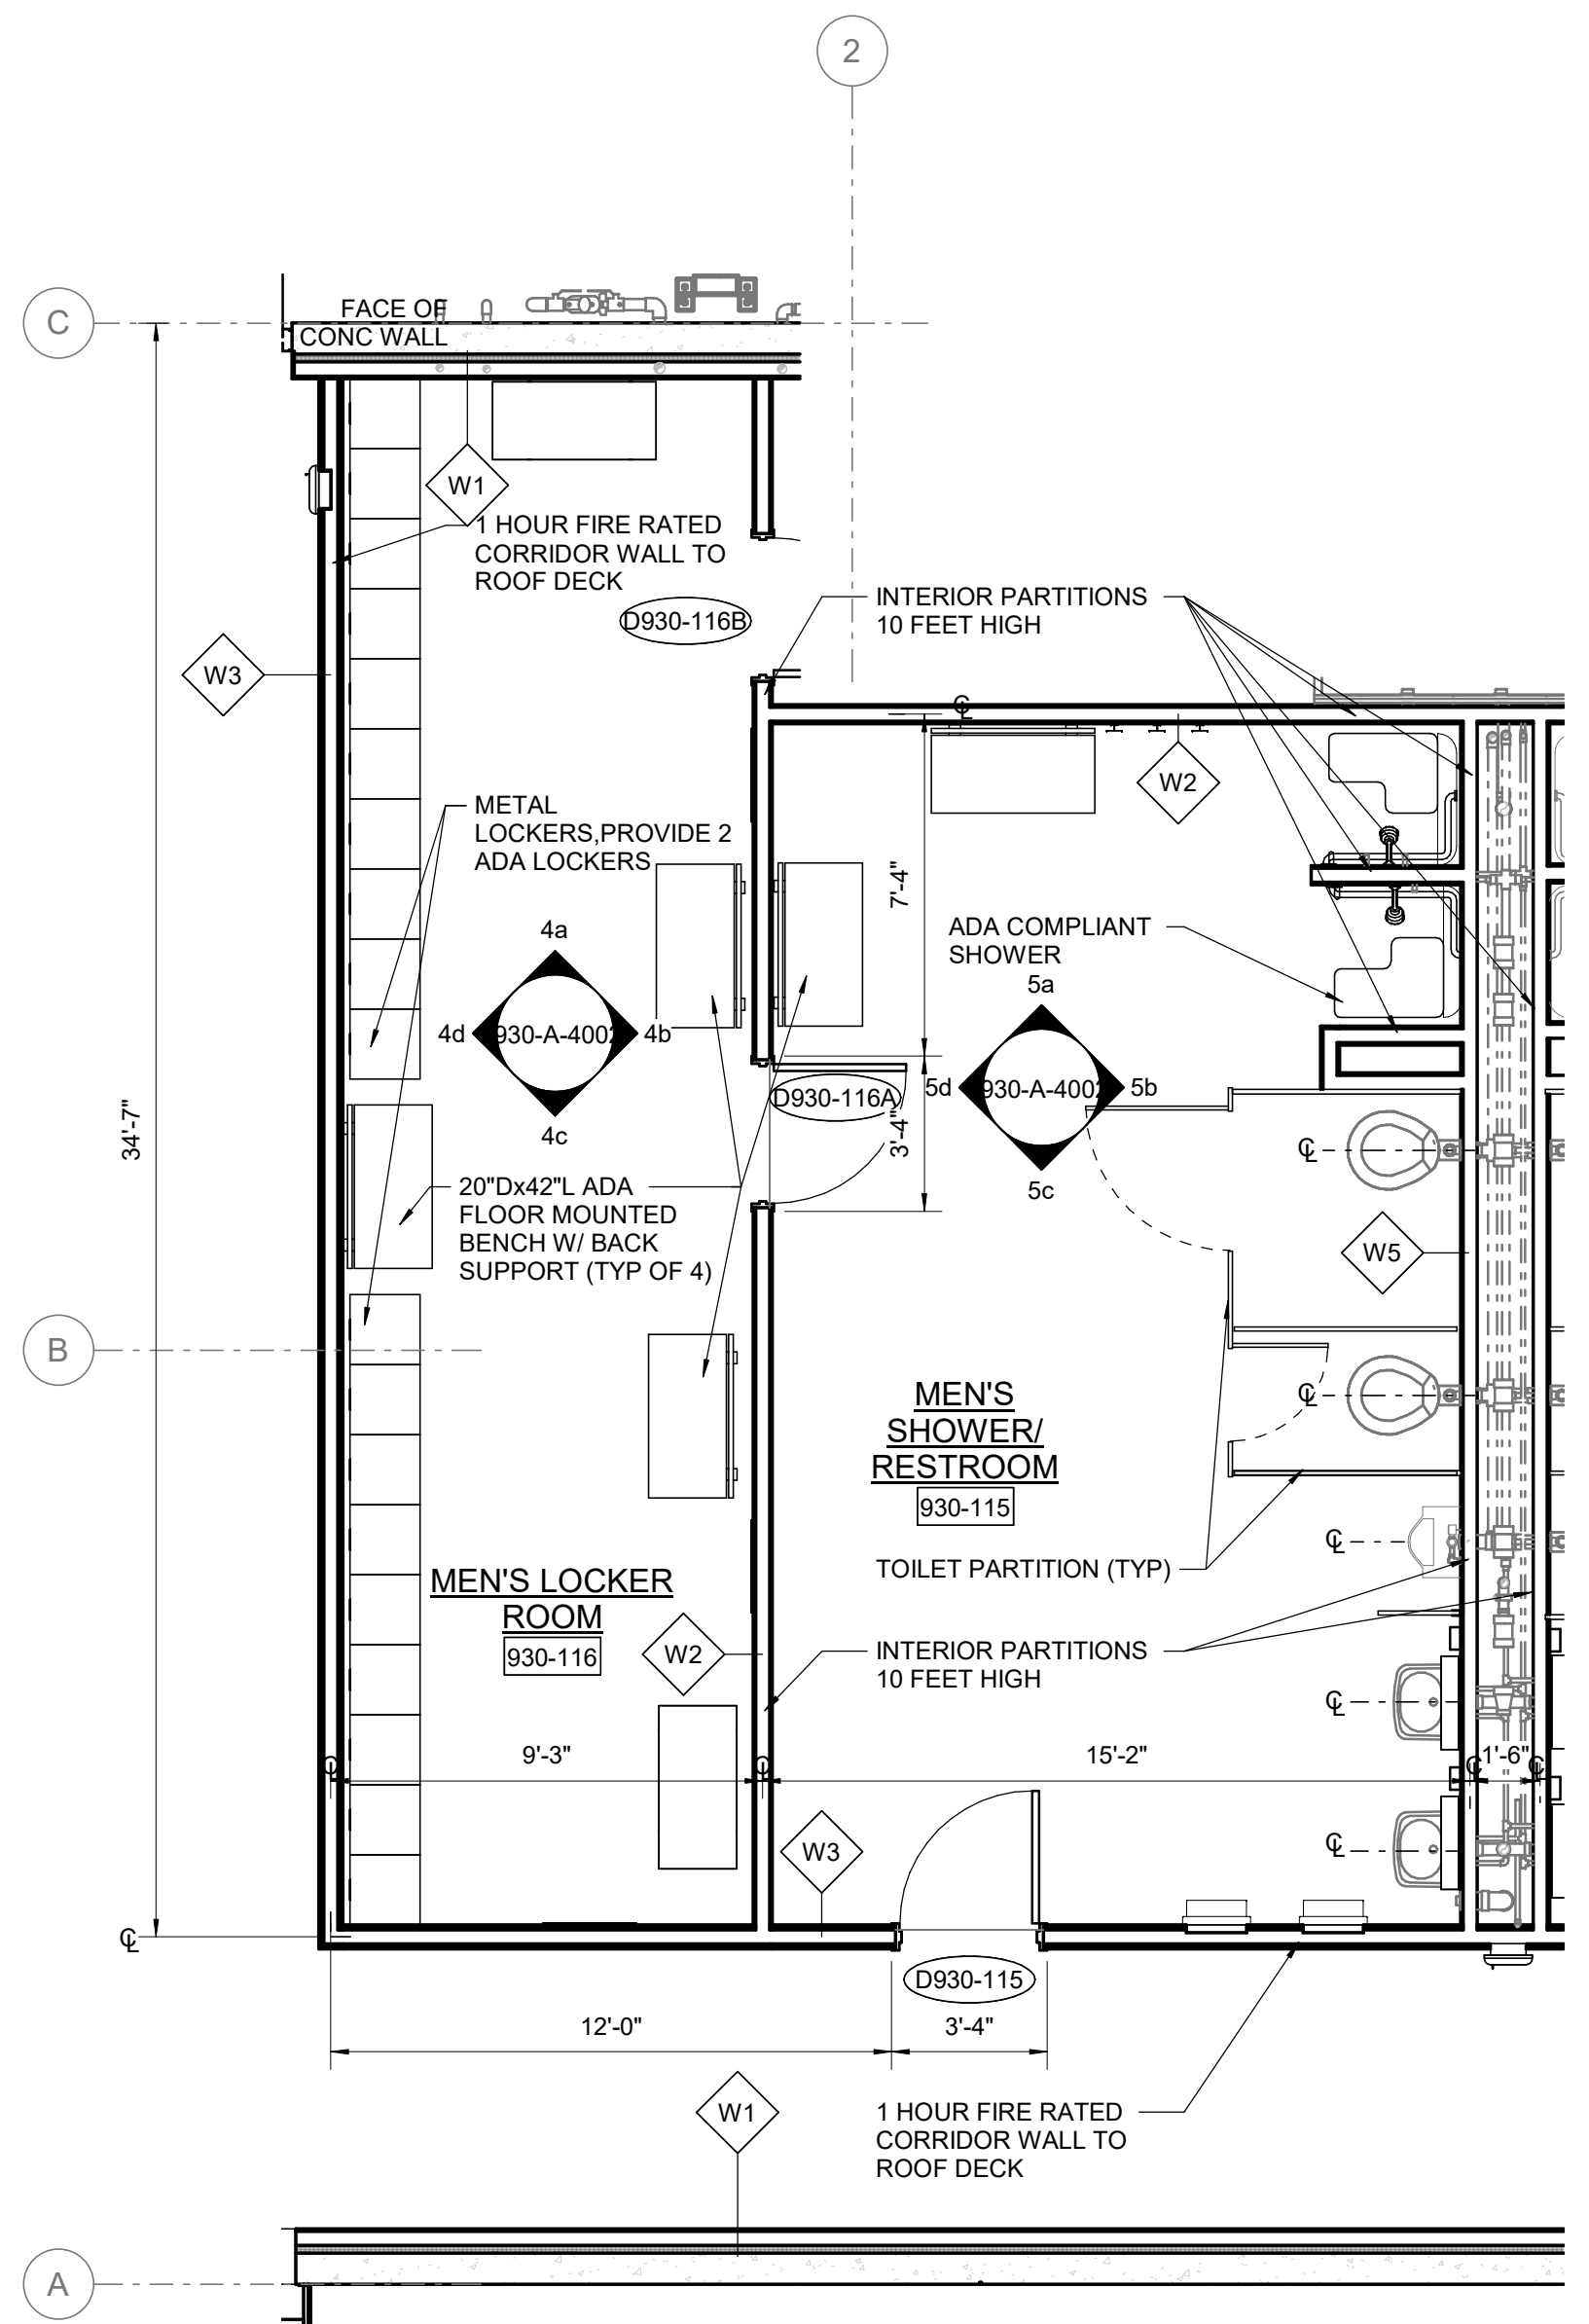 2
C
FACE OF
CONC WALL
W1
1 HOUR FIRE RATED
CORRIDOR WALL TO
ROOF DECK
D930-116B
INTERIOR PARTITIONS
10 FEET HIGH
W3
W2
METAL
LOCKERS,PROVIDE 2
ADA LOCKERS
7'-4"
ADA COMPLIANT
SHOWER
4a
4d
930-A-4002
4b
4c
5a
5d
930-A-4002
5b
5c
D930-116A
3'-4"
34'-7"
20"Dx42"L ADA
FLOOR MOUNTED
BENCH W/ BACK
SUPPORT (TYP OF 4)
W5
B
MEN'S
SHOWER/
RESTROOM
930-115
TOILET PARTITION (TYP)
MEN'S LOCKER
ROOM
930-116
W2
INTERIOR PARTITIONS
10 FEET HIGH
9'-3"
15'-2"
1'-6"
W3
D930-115
12'-0"
3'-4"
W1
1 HOUR FIRE RATED
CORRIDOR WALL TO
ROOF DECK
A